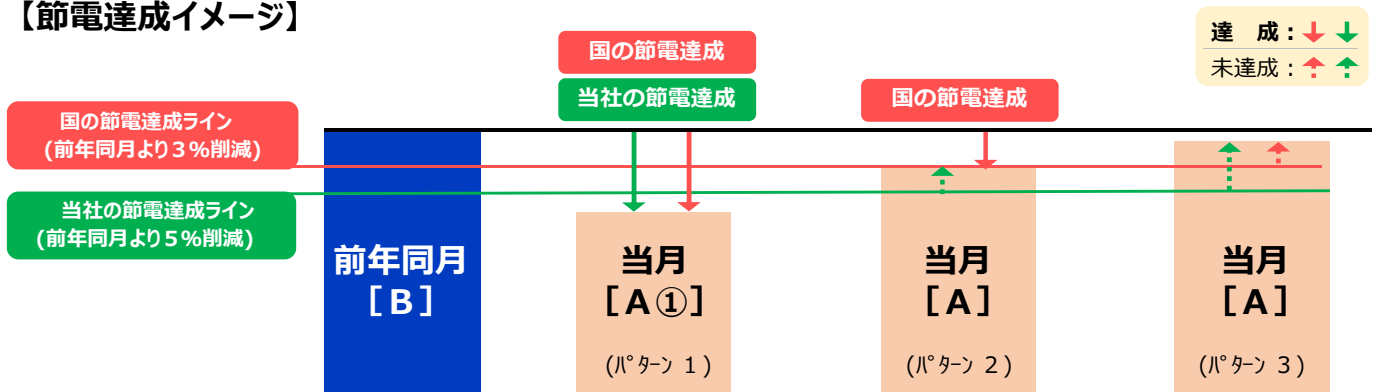 【節電達成イメージ】
達 成：
未達成：
国の節電達成
当社の節電達成
国の節電達成
国の節電達成ライン
(前年同月より３%削減)
当社の節電達成ライン
(前年同月より５%削減)
前年同月
［B］
当月
［A①］
(ﾊﾟﾀｰﾝ 1)
当月
［A］
(ﾊﾟﾀｰﾝ 2)
当月
［A］
(ﾊﾟﾀｰﾝ 3)